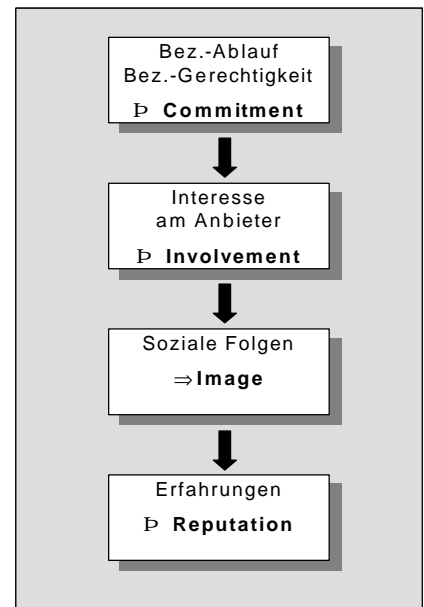 Bez.-Ablauf
Bez.-Gerechtigkeit
Þ Commitment
Interesse
am Anbieter
Þ Involvement
Soziale Folgen
⇒ Image
Erfahrungen
Þ Reputation